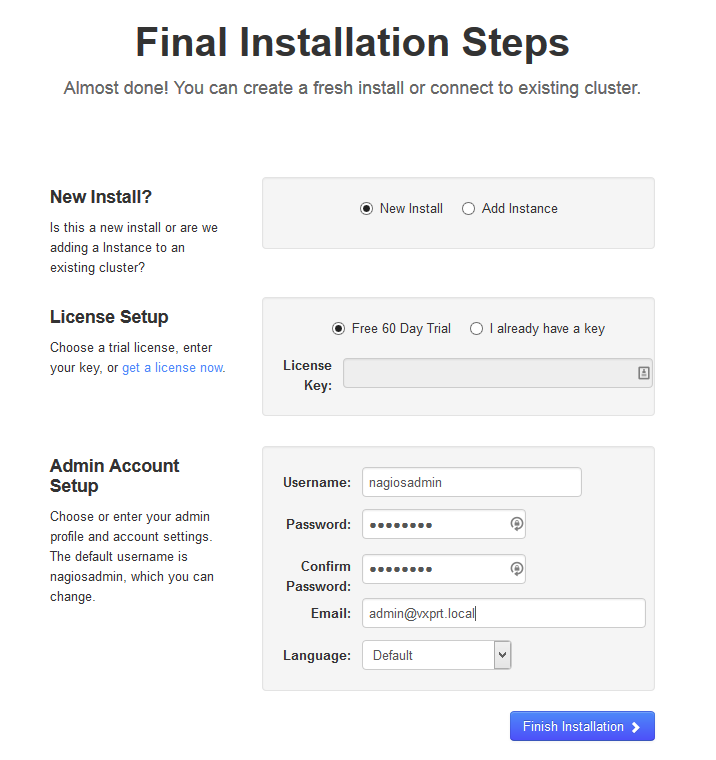 Final Installation Steps
Almost done! You can create a fresh install or connect to existing cluster.
New Install?
Is this a new install or are we
adding a Instance to an
existing cluster?
New Install
Add Instance
License Setup
Choose a trial license, enter
your key, or get a license now.
Free 60 Day Trial
I already have a key
License
Key:
Admin Account
Setup
Choose or enter your admin
profile and account settings.
The default username is
nagiosadmin, which you can
change.
Username:
nagiosadmin
Password:
●●●●●●●●
Confirm
Password:
●●●●●●●●
Email:
admin@vxprt.local
Language:
Default
Finish Installation